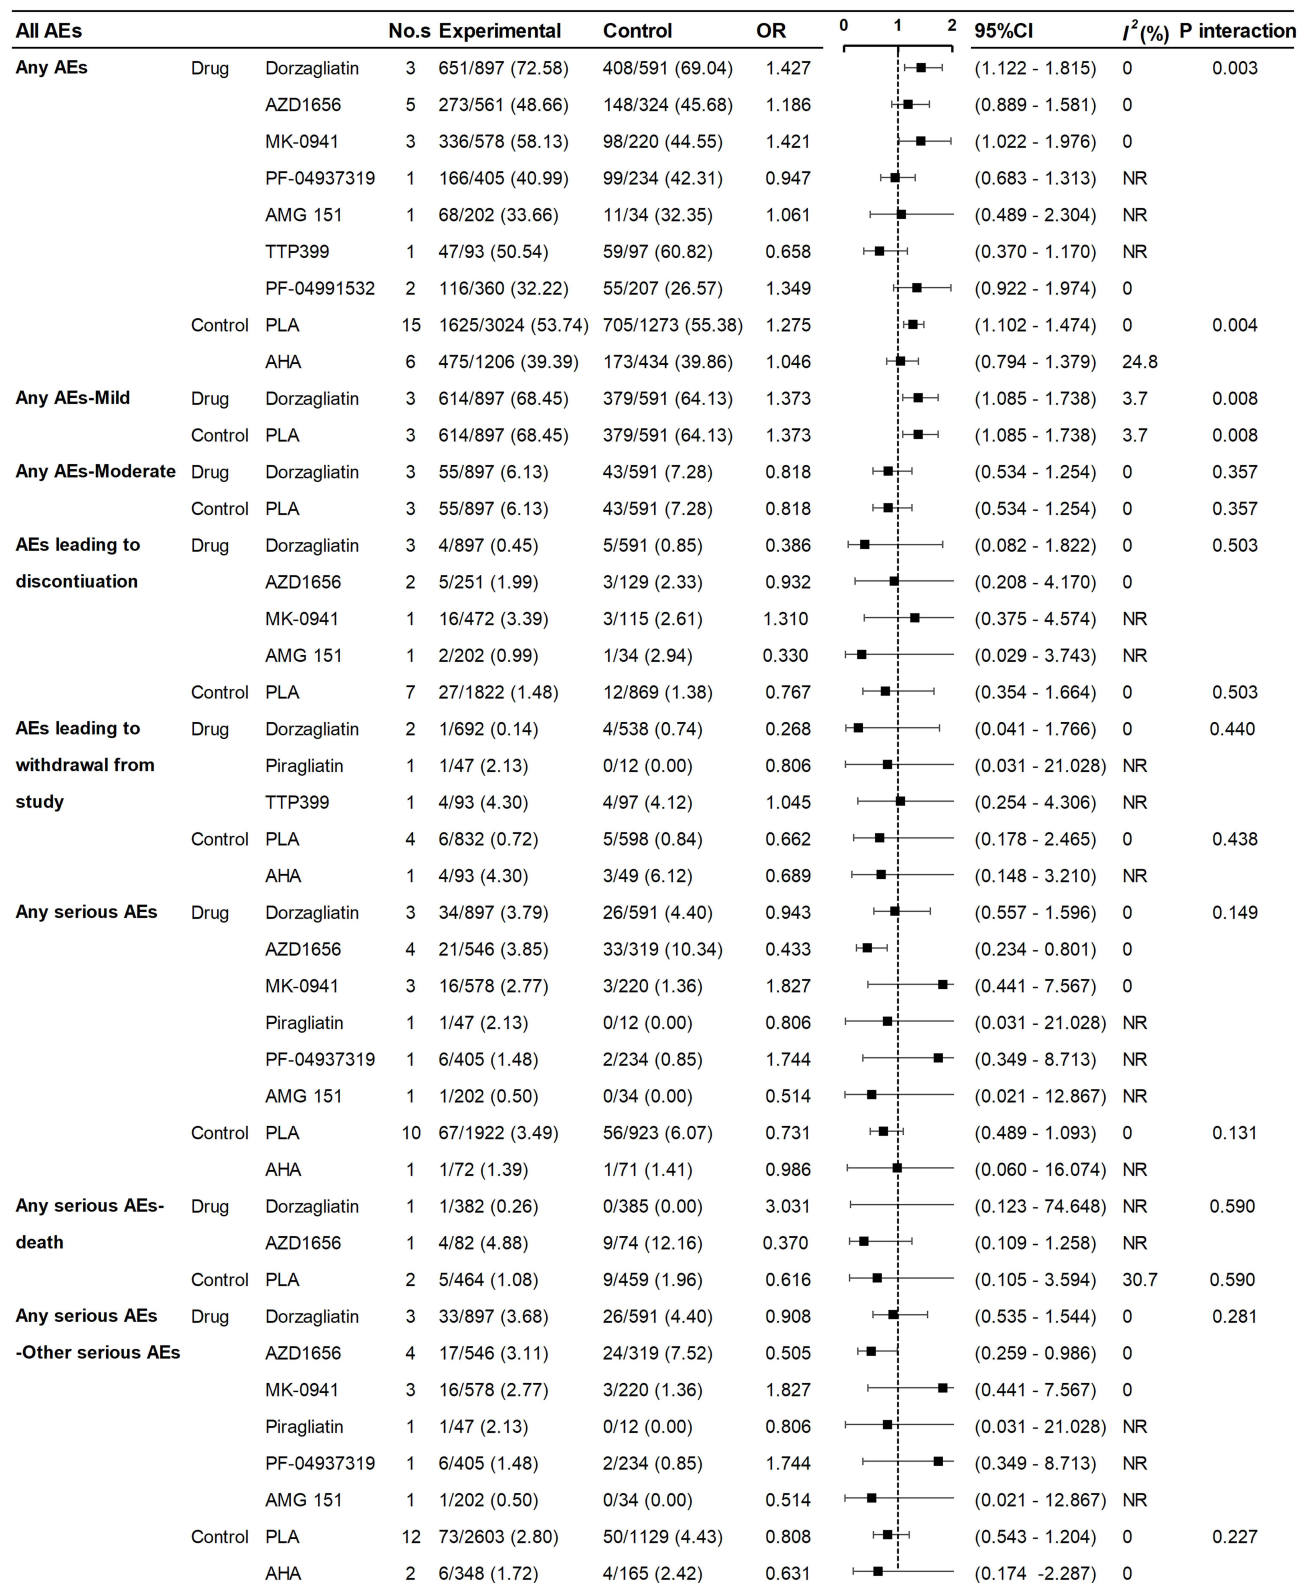 All AEs No.s Experimental Control OR 0 1 2 95%CI I²(%) P interaction
Any AEs Drug Dorzagliatin 3 651/897 (72.58) 408/591 (69.04) 1.427 (1.122 - 1.815) 0 0.003
AZD1656 5 273/561 (48.66) 148/324 (45.68) 1.186 (0.889 - 1.581) 0
MK-0941 3 336/578 (58.13) 98/220 (44.55) 1.421 (1.022 - 1.976) 0
PF-04937319 1 166/405 (40.99) 99/234 (42.31) 0.947 (0.683 - 1.313) NR
AMG 151 1 68/202 (33.66) 11/34 (32.35) 1.061 (0.489 - 2.304) NR
TTP399 1 47/93 (50.54) 59/97 (60.82) 0.658 (0.370 - 1.170) NR
PF-04991532 2 116/360 (32.22) 55/207 (26.57) 1.349 (0.922 - 1.974) 0
Control PLA 15 1625/3024 (53.74) 705/1273 (55.38) 1.275 (1.102 - 1.474) 0 0.004
AHA 6 475/1206 (39.39) 173/434 (39.86) 1.046 (0.794 - 1.379) 24.8
Any AEs-Mild Drug Dorzagliatin 3 614/897 (68.45) 379/591 (64.13) 1.373 (1.085 - 1.738) 3.7 0.008
Control PLA 3 614/897 (68.45) 379/591 (64.13) 1.373 (1.085 - 1.738) 3.7 0.008
Any AEs-Moderate Drug Dorzagliatin 3 55/897 (6.13) 43/591 (7.28) 0.818 (0.534 - 1.254) 0 0.357
Control PLA 3 55/897 (6.13) 43/591 (7.28) 0.818 (0.534 - 1.254) 0 0.357
AEs leading to Drug Dorzagliatin 3 4/897 (0.45) 5/591 (0.85) 0.386 (0.082 - 1.822) 0 0.503
discontiuation AZD1656 2 5/251 (1.99) 3/129 (2.33) 0.932 (0.208 - 4.170) 0
MK-0941 1 16/472 (3.39) 3/115 (2.61) 1.310 (0.375 - 4.574) NR
AMG 151 1 2/202 (0.99) 1/34 (2.94) 0.330 (0.029 - 3.743) NR
Control PLA 7 27/1822 (1.48) 12/869 (1.38) 0.767 (0.354 - 1.664) 0 0.503
AEs leading to Drug Dorzagliatin 2 1/692 (0.14) 4/538 (0.74) 0.268 (0.041 - 1.766) 0 0.440
withdrawal from Piragliatin 1 1/47 (2.13) 0/12 (0.00) 0.806 (0.031 - 21.028) NR
study TTP399 1 4/93 (4.30) 4/97 (4.12) 1.045 (0.254 - 4.306) NR
Control PLA 4 6/832 (0.72) 5/598 (0.84) 0.662 (0.178 - 2.465) 0 0.438
AHA 1 4/93 (4.30) 3/49 (6.12) 0.689 (0.148 - 3.210) NR
Any serious AEs Drug Dorzagliatin 3 34/897 (3.79) 26/591 (4.40) 0.943 (0.557 - 1.596) 0 0.149
AZD1656 4 21/546 (3.85) 33/319 (10.34) 0.433 (0.234 - 0.801) 0
MK-0941 3 16/578 (2.77) 3/220 (1.36) 1.827 (0.441 - 7.567) 0
Piragliatin 1 1/47 (2.13) 0/12 (0.00) 0.806 (0.031 - 21.028) NR
PF-04937319 1 6/405 (1.48) 2/234 (0.85) 1.744 (0.349 - 8.713) NR
AMG 151 1 1/202 (0.50) 0/34 (0.00) 0.514 (0.021 - 12.867) NR
Control PLA 10 67/1922 (3.49) 56/923 (6.07) 0.731 (0.489 - 1.093) 0 0.131
AHA 1 1/72 (1.39) 1/71 (1.41) 0.986 (0.060 - 16.074) NR
Any serious AEs- Drug Dorzagliatin 1 1/382 (0.26) 0/385 (0.00) 3.031 (0.123 - 74.648) NR 0.590
death AZD1656 1 4/82 (4.88) 9/74 (12.16) 0.370 (0.109 - 1.258) NR
Control PLA 2 5/464 (1.08) 9/459 (1.96) 0.616 (0.105 - 3.594) 30.7 0.590
Any serious AEs Drug Dorzagliatin 3 33/897 (3.68) 26/591 (4.40) 0.908 (0.535 - 1.544) 0 0.281
-Other serious AEs AZD1656 4 17/546 (3.11) 24/319 (7.52) 0.505 (0.259 - 0.986) 0
MK-0941 3 16/578 (2.77) 3/220 (1.36) 1.827 (0.441 - 7.567) 0
Piragliatin 1 1/47 (2.13) 0/12 (0.00) 0.806 (0.031 - 21.028) NR
PF-04937319 1 6/405 (1.48) 2/234 (0.85) 1.744 (0.349 - 8.713) NR
AMG 151 1 1/202 (0.50) 0/34 (0.00) 0.514 (0.021 - 12.867) NR
Control PLA 12 73/2603 (2.80) 50/1129 (4.43) 0.808 (0.543 - 1.204) 0 0.227
AHA 2 6/348 (1.72) 4/165 (2.42) 0.631 (0.174 -2.287) 0